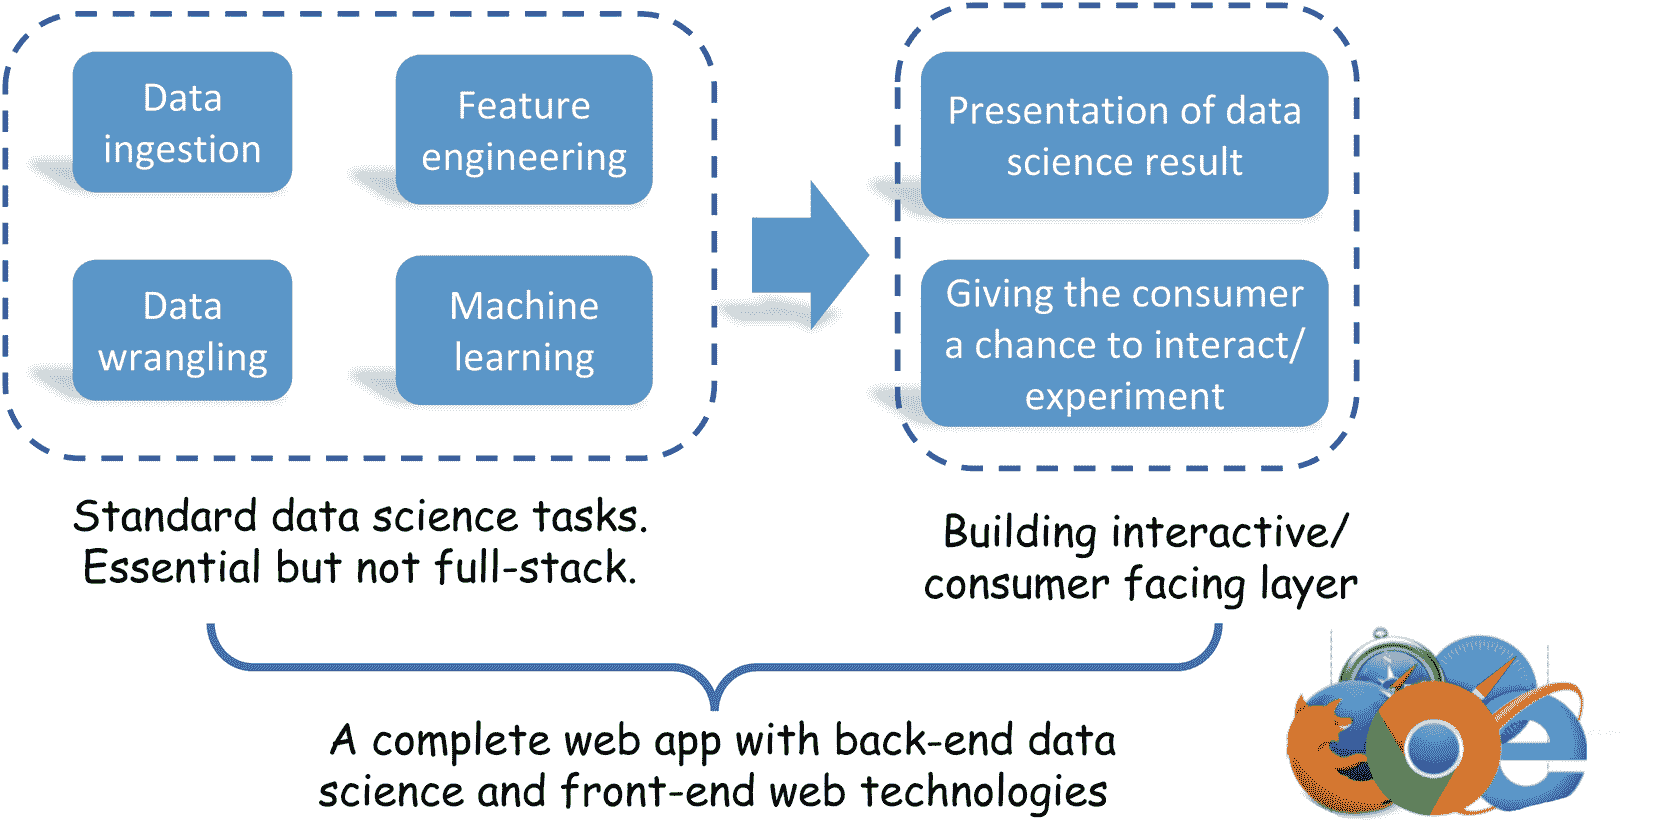 Data
ingestion
Feature
engineering
Data
wrangling
Machine
learning
Presentation of data
science result
Giving the consumer
a chance to interact/
experiment
Standard data science tasks.
Essential but not full-stack.
Building interactive/
consumer facing layer
A complete web app with back-end data
science and front-end web technologies